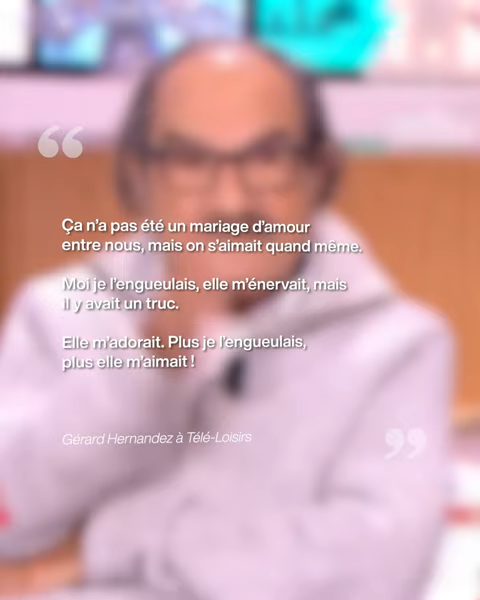 “
Ça n'a pas été un mariage d'amour
entre nous, mais on s'aimait quand même.
Moi je l'engueulais, elle m'énervait, mais
il y avait un truc.
Elle m'adorait. Plus je l'engueulais,
plus elle m'aimait !
Gérard Hernandez à Télé-Loisirs
”